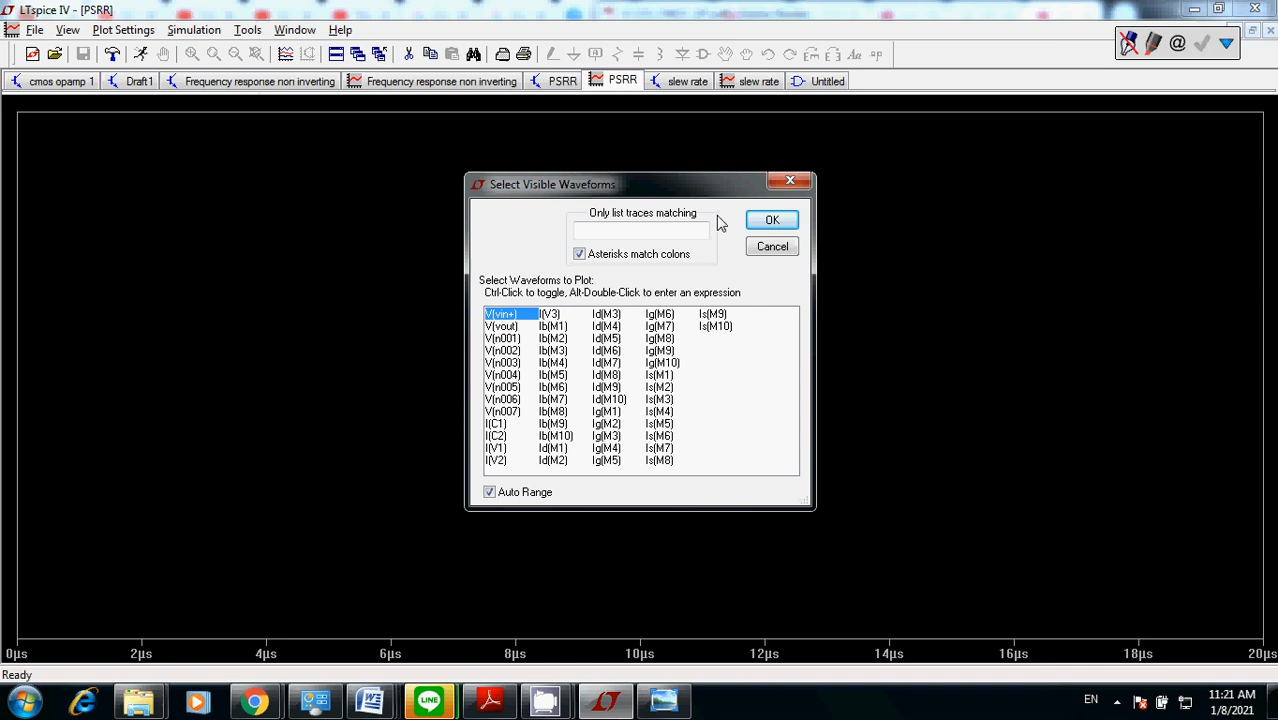 LTspice IV - [PSRR]
File View Plot Settings Simulation Tools Window Help
cmos opamp 1 Draft1 Frequency response non inverting Frequency response non inverting PSRR PSRR slew rate slew rate Untitled
Select Visible Waveforms
Only list traces matching
OK
Asterisks match colons
Cancel
Select Waveforms to Plot:
Ctrl-Click to toggle, Alt-Double-Click to enter an expression
V(vin+) I(V3) Id(M3) Ig(M6) Is(M9)
V(vout) Ib(M1) Id(M4) Ig(M7) Is(M10)
V(n001) Ib(M2) Id(M5) Ig(M8)
V(n002) Ib(M3) Id(M6) Ig(M9)
V(n003) Ib(M4) Id(M7) Ig(M10)
V(n004) Ib(M5) Id(M8) Is(M1)
V(n005) Ib(M6) Id(M9) Is(M2)
V(n006) Ib(M7) Id(M10) Is(M3)
V(n007) Ib(M8) Ig(M1) Is(M4)
I(C1) Ib(M9) Ig(M2) Is(M5)
I(C2) Ib(M10) Ig(M3) Is(M6)
I(V1) Id(M1) Ig(M4) Is(M7)
I(V2) Id(M2) Ig(M5) Is(M8)
Auto Range
0µs 2µs 4µs 6µs 8µs 10µs 12µs 14µs 16µs 18µs 20µs
Ready
LINE
EN
11:21 AM
1/8/2021